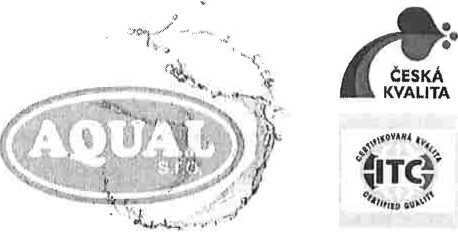 AQUAL
s.r.o.
ČESKÁ
KVALITA
CERTIFIKOVANÁ KVALITA
ITC
CERTIFIED QUALITY